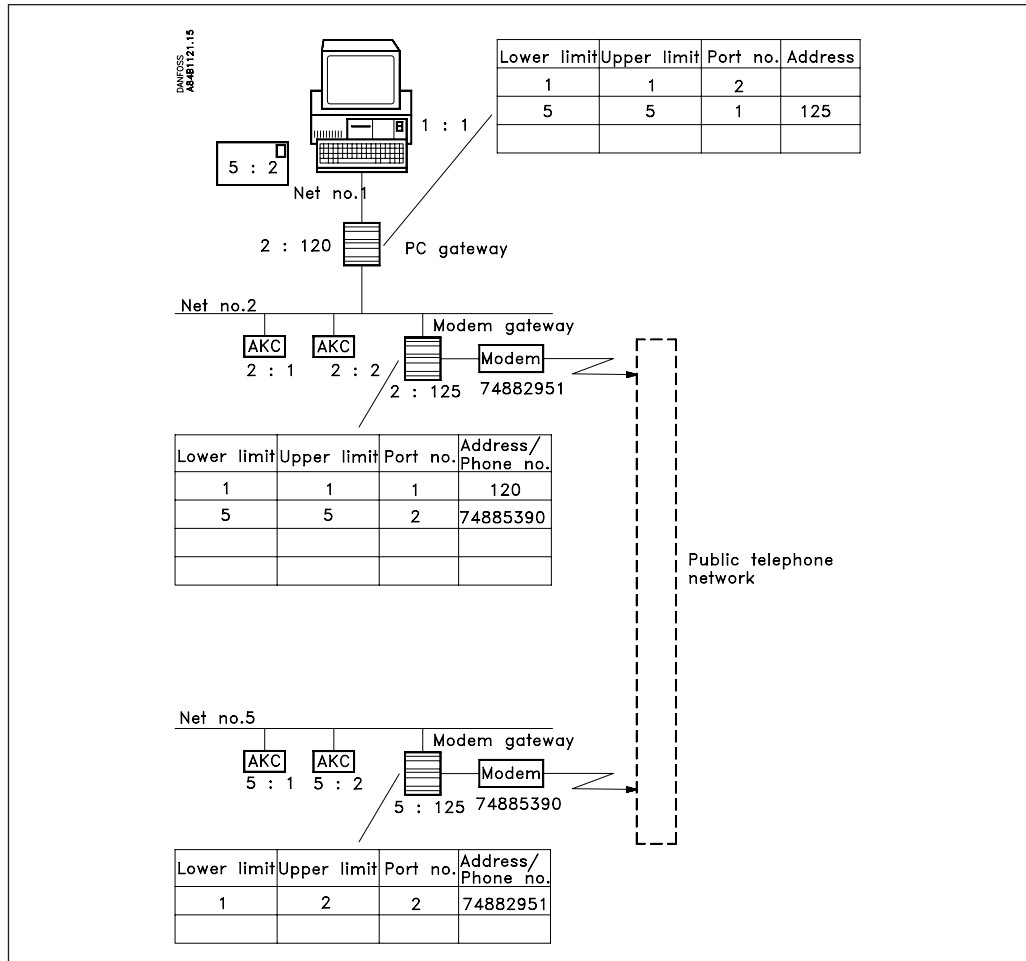 DANFOSS
A84B1121.15
Lower limit Upper limit Port no. Address
1 1 2
5 5 1 125
1 : 1
5 : 2
Net no.1
2 : 120
PC gateway
Net no.2
Modem gateway
AKC AKC Modem
2 : 1 2 : 2 2 : 125 74882951
Lower limit Upper limit Port no. Address/
Phone no.
1 1 1 120
5 5 2 74885390
Public telephone
network
Net no.5
Modem gateway
AKC AKC Modem
5 : 1 5 : 2 5 : 125 74885390
Lower limit Upper limit Port no. Address/
Phone no.
1 2 2 74882951